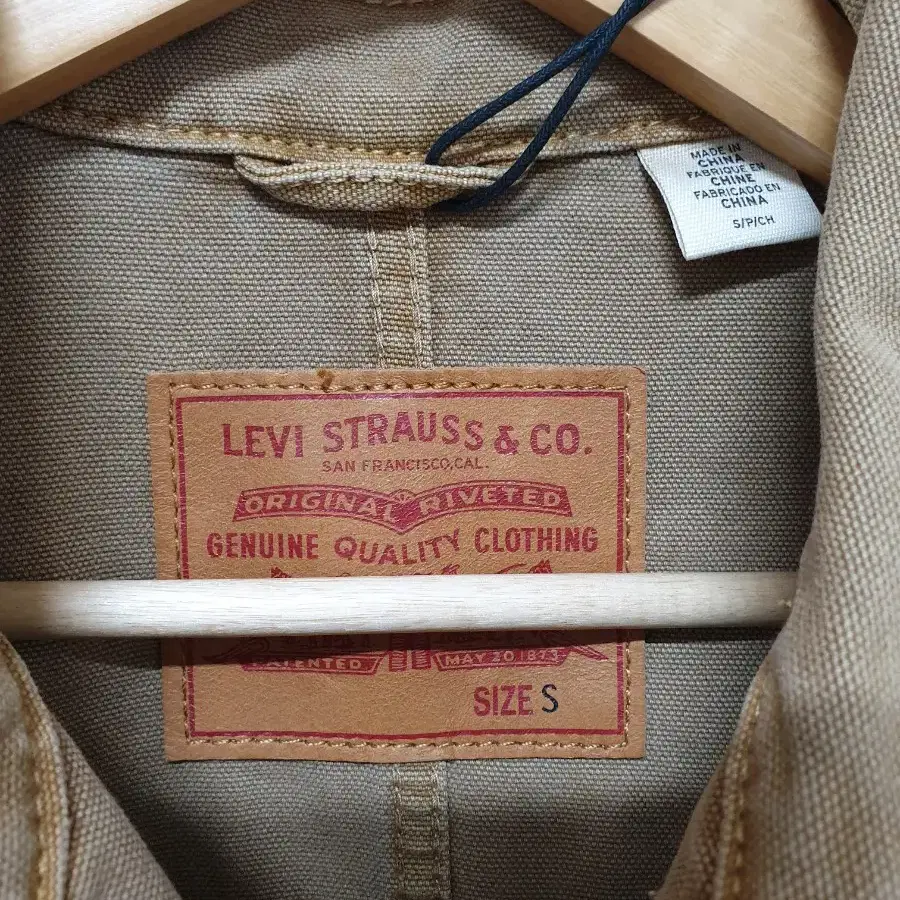 MADE IN
CHINA
FABRIQUE EN
CHINE
FABRICADO EN
CHINA
S/P/CH
LEVI STRAUSS & CO.
SAN FRANCISCO, CAL.
ORIGINAL RIVETED
GENUINE QUALITY CLOTHING
PATENTED MAY 20 1873
SIZE S